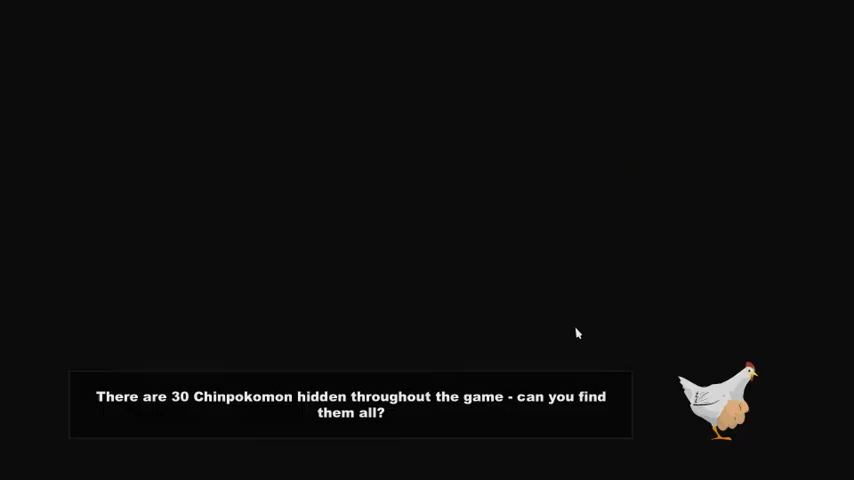 There are 30 Chinpokomon hidden throughout the game - can you find
them all?